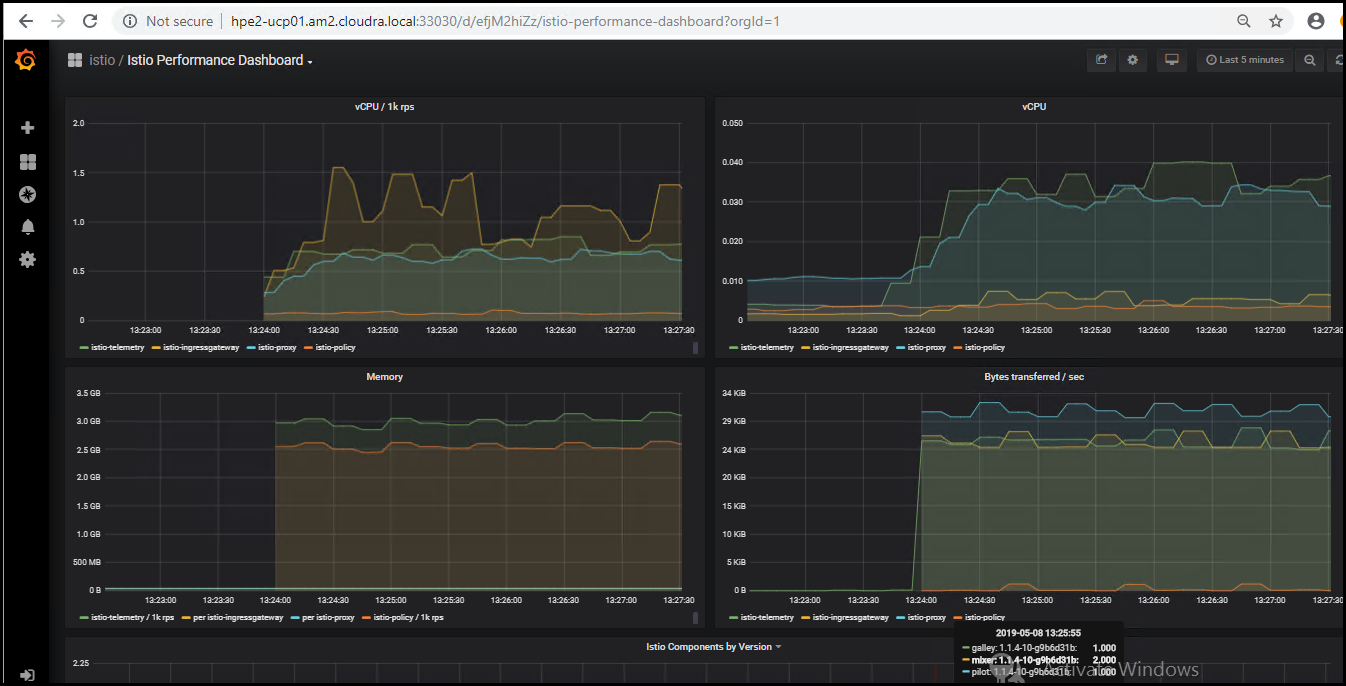 Not secure hpe2-ucp01.am2.cloudra.local:33030/d/efjM2hiZz/istio-performance-dashboard?orgId=1
istio / Istio Performance Dashboard
Last 5 minutes
vCPU / 1k rps
2.0
1.5
1.0
0.5
0
13:23:00 13:23:30 13:24:00 13:24:30 13:25:00 13:25:30 13:26:00 13:26:30 13:27:00 13:27:30
istio-telemetry istio-ingressgateway istio-proxy istio-policy
vCPU
0.050
0.040
0.030
0.020
0.010
0
13:23:00 13:23:30 13:24:00 13:24:30 13:25:00 13:25:30 13:26:00 13:26:30 13:27:00 13:27:30
istio-telemetry istio-ingressgateway istio-proxy istio-policy
Memory
3.5 GB
3.0 GB
2.5 GB
2.0 GB
1.5 GB
1.0 GB
500 MB
0 B
13:23:00 13:23:30 13:24:00 13:24:30 13:25:00 13:25:30 13:26:00 13:26:30 13:27:00 13:27:30
istio-telemetry / 1k rps per istio-ingressgateway per istio-proxy istio-policy / 1k rps
Bytes transferred / sec
34 KiB
29 KiB
24 KiB
20 KiB
15 KiB
10 KiB
5 KiB
0 B
13:23:00 13:23:30 13:24:00 13:24:30 13:25:00 13:25:30 13:26:00 13:26:30 13:27:00 13:27:30
istio-telemetry istio-ingressgateway istio-proxy istio-policy
Istio Components by Version
2.25
2019-05-08 13:25:55
galley: 1.1.4-10-g9b6d31b: 1.000
mixer: 1.1.4-10-g9b6d31b: 2.000
pilot: 1.1.4-10-g9b6d31b: 1.000
Activate Windows